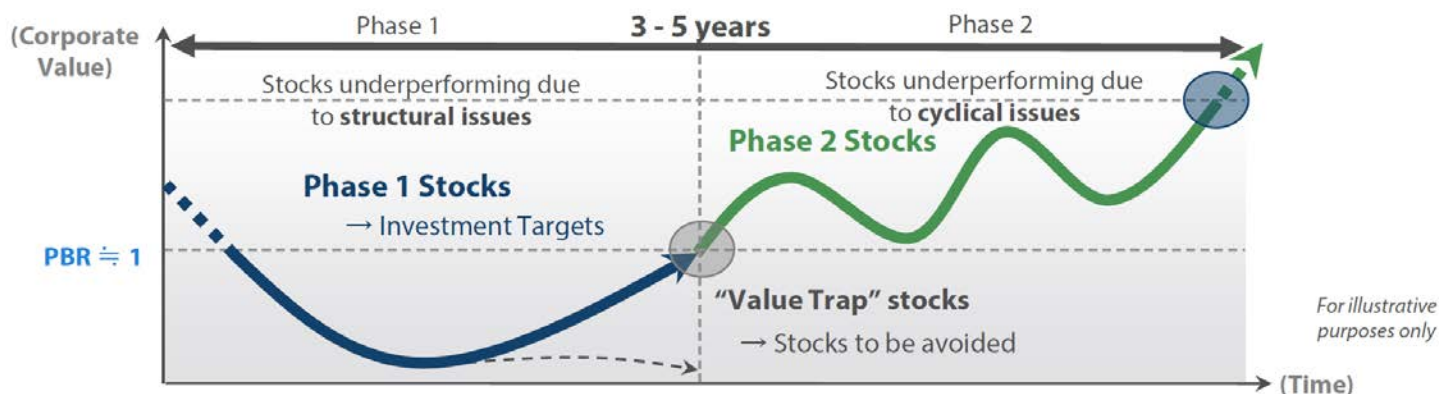 Phase 1
3 - 5 years
Phase 2
(Corporate
Value)
Stocks underperforming due
to structural issues
Stocks underperforming due
to cyclical issues
Phase 2 Stocks
Phase 1 Stocks
→ Investment Targets
PBR ≒ 1
“Value Trap” stocks
→ Stocks to be avoided
For illustrative
purposes only
(Time)